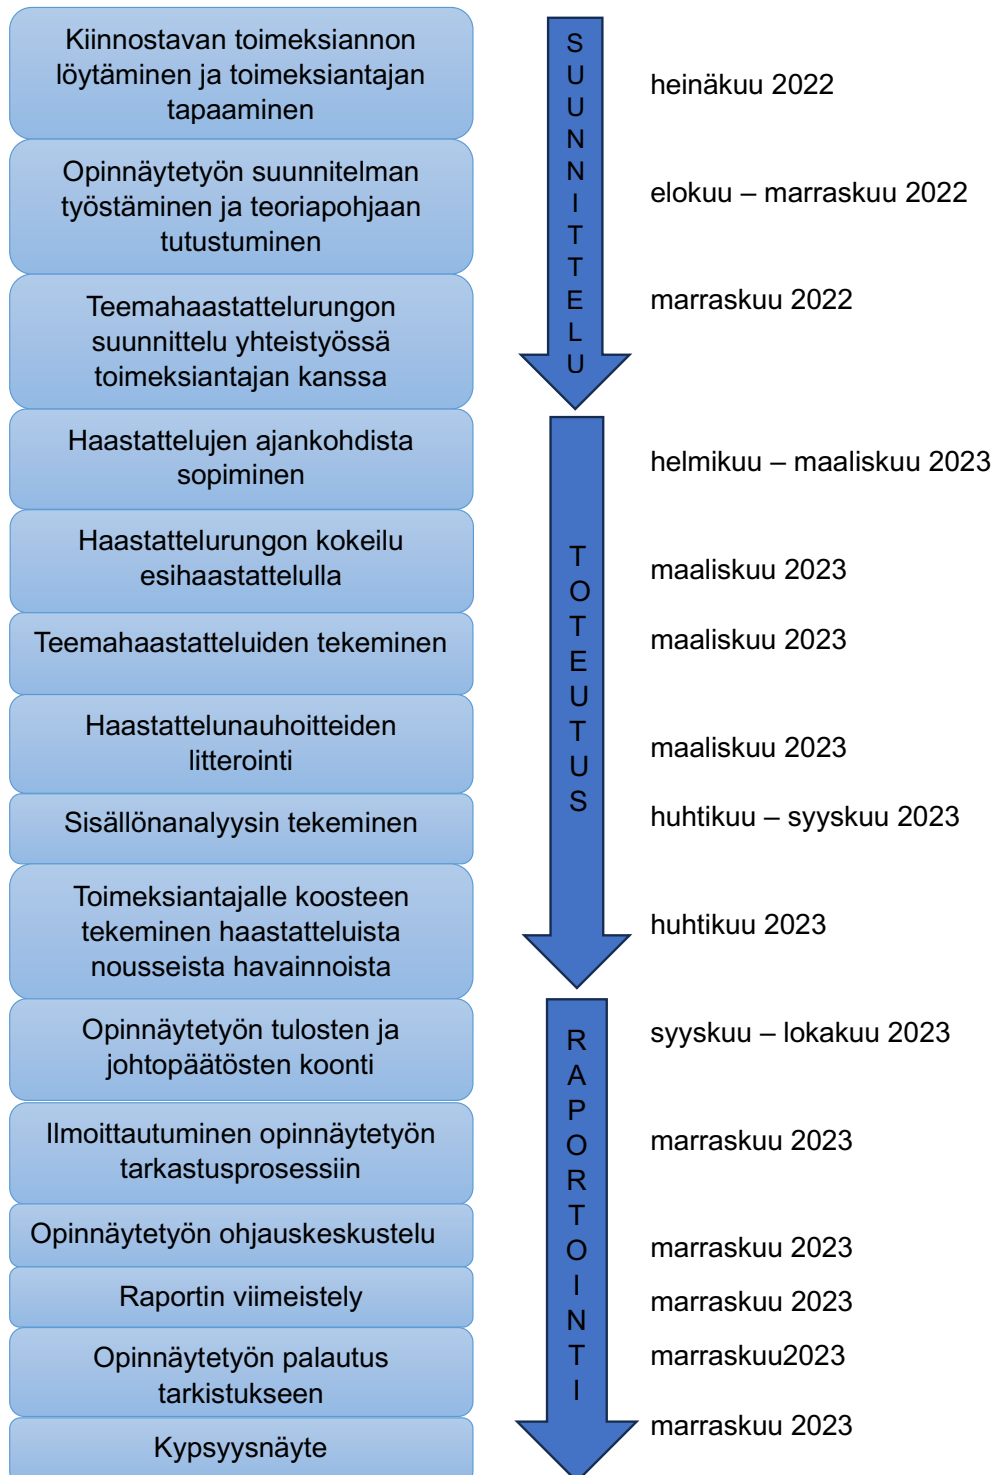 Kiinnostavan toimeksiannon
löytäminen ja toimeksiantajan
tapaaminen
heinäkuu 2022
Opinnäytetyön suunnitelman
työstäminen ja teoriapohjaan
tutustuminen
elokuu – marraskuu 2022
Teemahaastattelurungon
suunnittelu yhteistyössä
toimeksiantajan kanssa
marraskuu 2022
SUUNNITTELU
Haastattelujen ajankohdista
sopiminen
helmikuu – maaliskuu 2023
Haastattelurungon kokeilu
esihaastattelulla
maaliskuu 2023
Teemahaastatteluiden tekeminen
maaliskuu 2023
Haastattelunauhoitteiden
litterointi
maaliskuu 2023
Sisällönanalyysin tekeminen
huhtikuu – syyskuu 2023
Toimeksiantajalle koosteen
tekeminen haastatteluista
nousseista havainnoista
huhtikuu 2023
TOTEUTUS
Opinnäytetyön tulosten ja
johtopäätösten koonti
syyskuu – lokakuu 2023
Ilmoittautuminen opinnäytetyön
tarkastusprosessiin
marraskuu 2023
Opinnäytetyön ohjauskeskustelu
marraskuu 2023
Raportin viimeistely
marraskuu 2023
Opinnäytetyön palautus
tarkistukseen
marraskuu2023
Kypsyysnäyte
marraskuu 2023
RAPORTOINTI